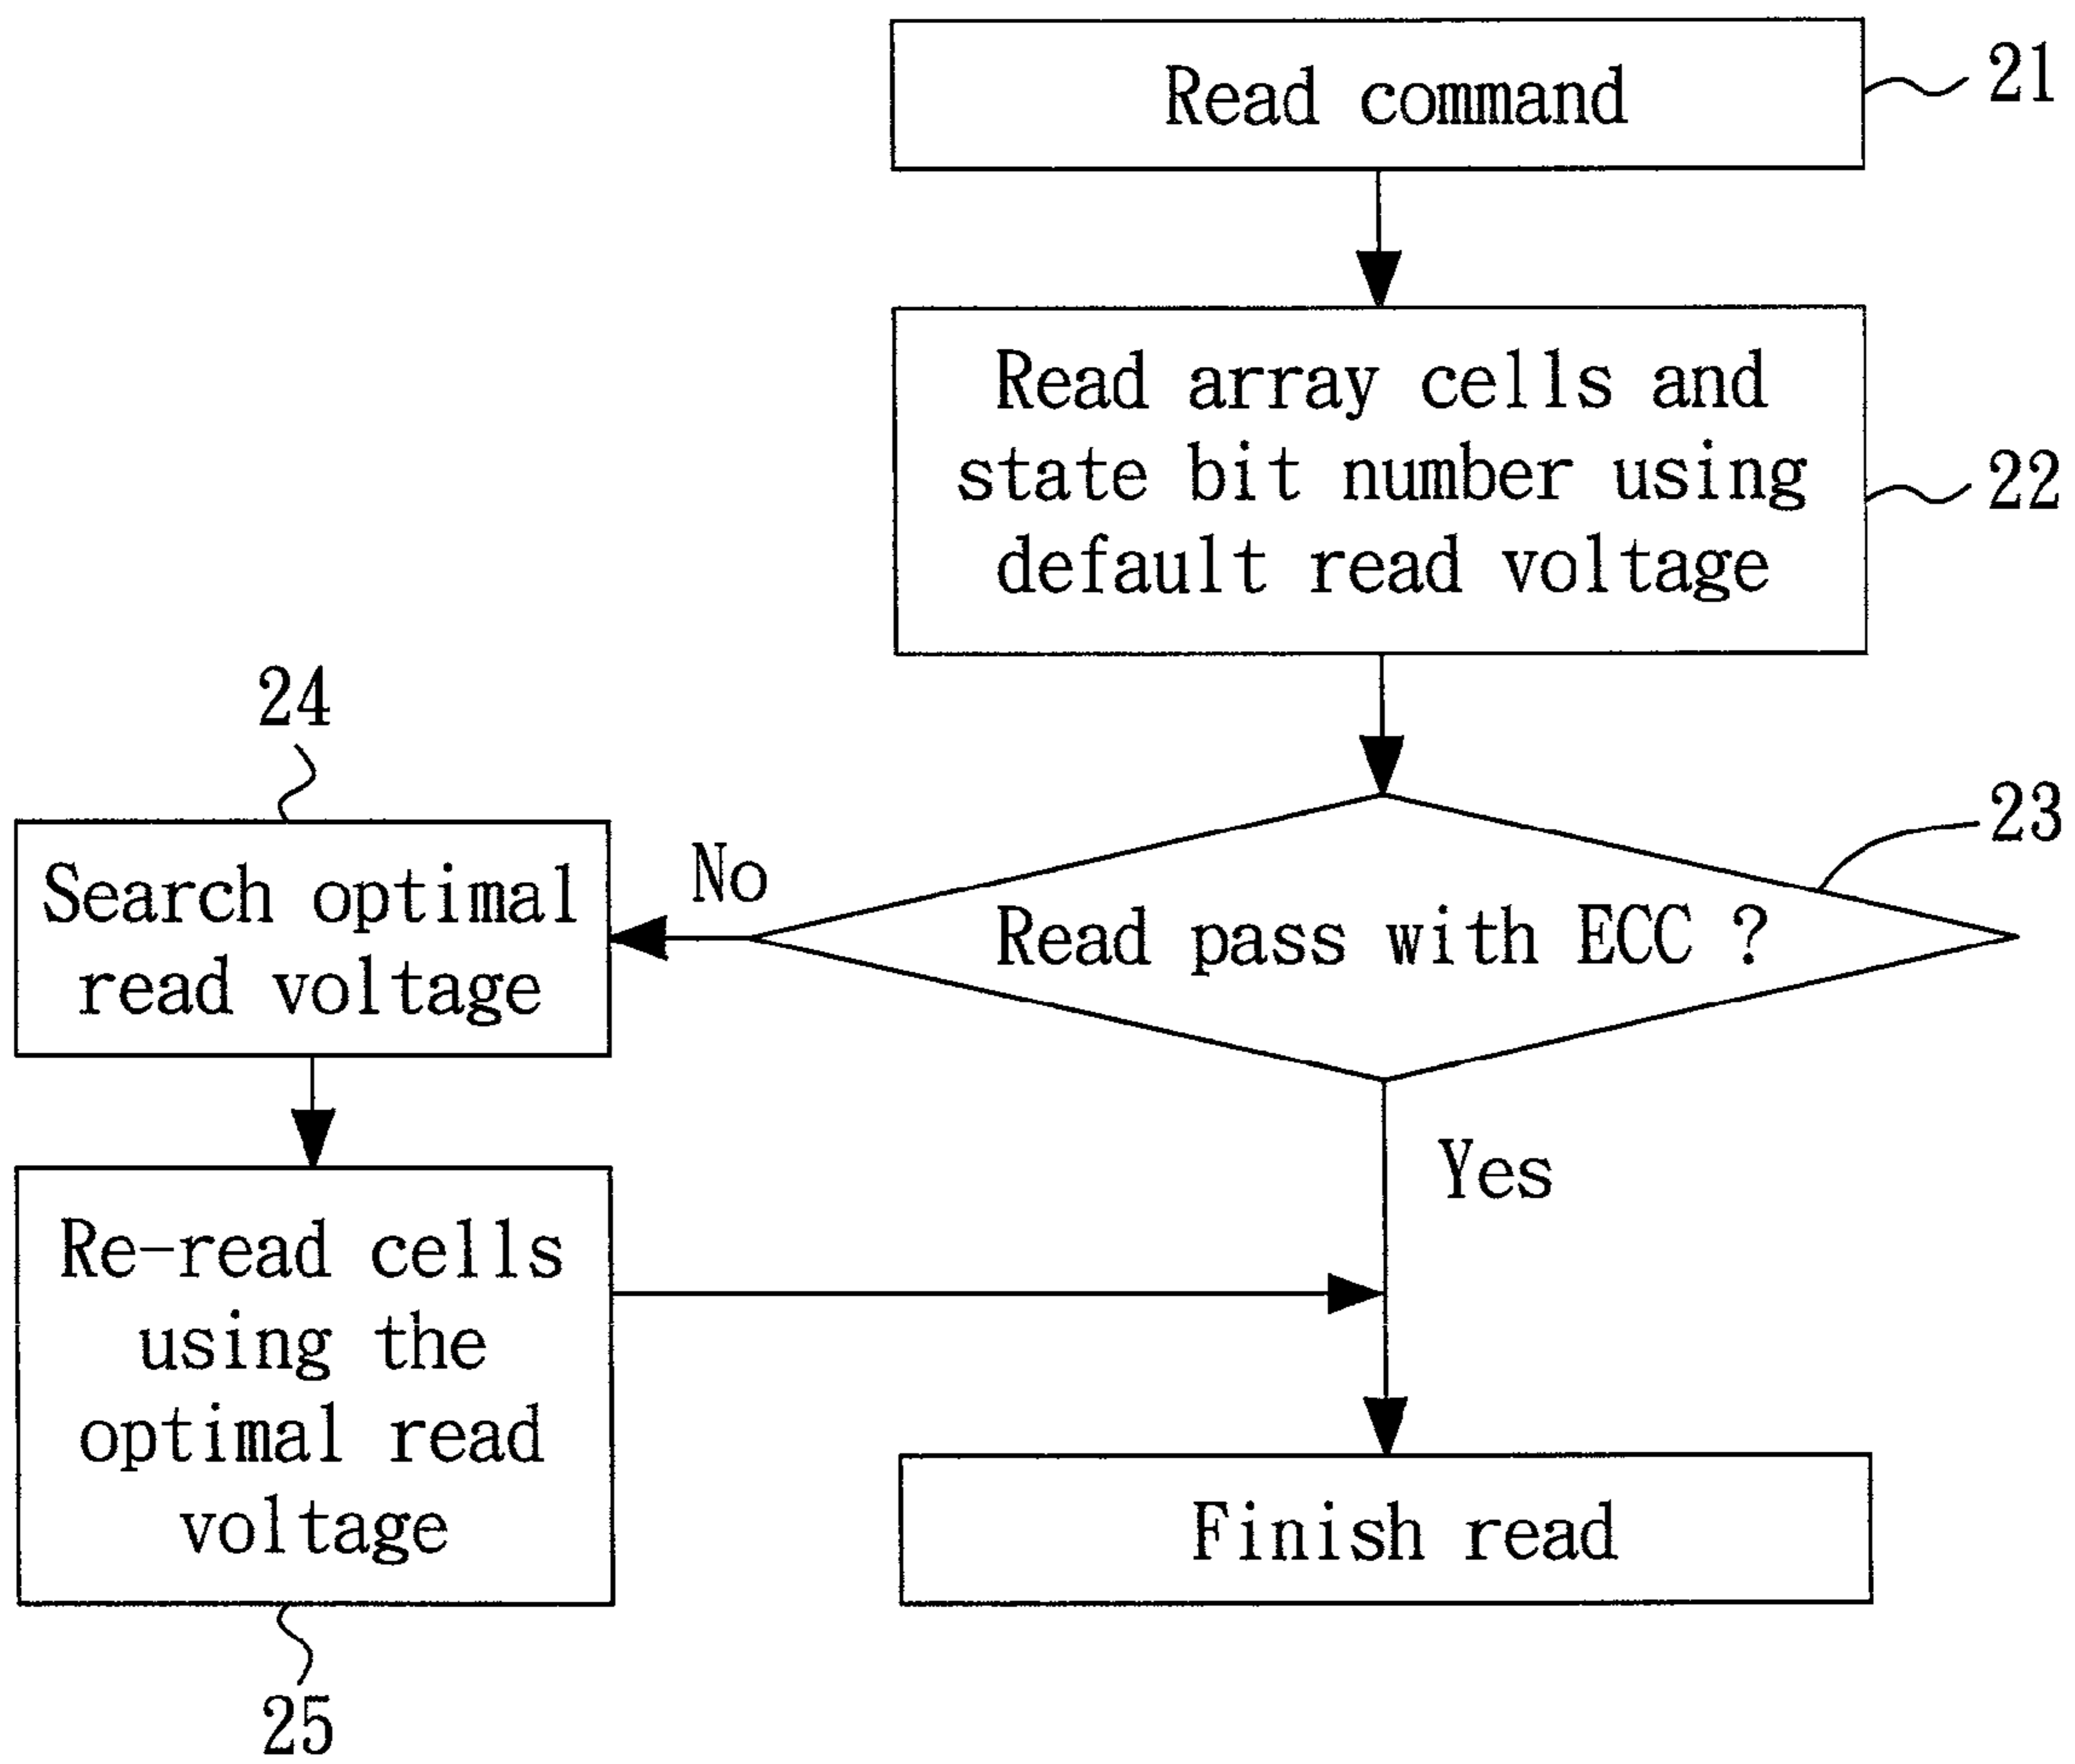 Read command
21
Read array cells and
state bit number using
default read voltage
22
23
Read pass with ECC ?
No
24
Search optimal
read voltage
Yes
Re-read cells
using the
optimal read
voltage
25
Finish read